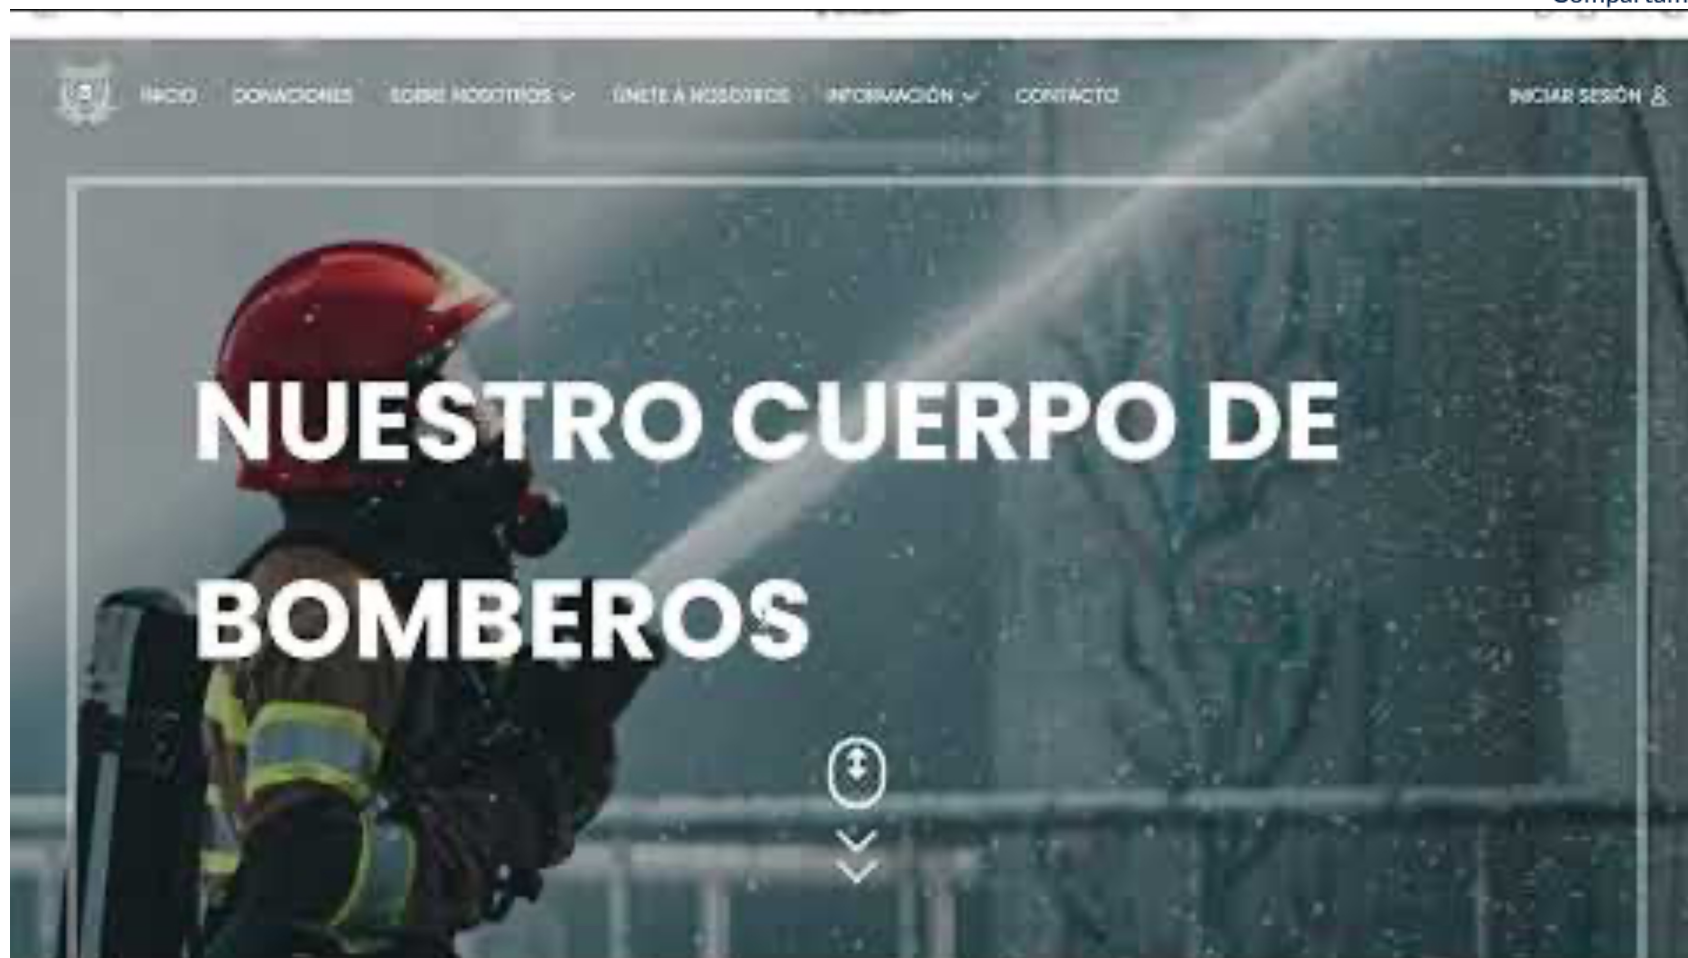 INICIO DONACIONES SOBRE NOSOTROS ÚNETE A NOSOTROS INFORMACIÓN CONTACTO INICIAR SESIÓN
NUESTRO CUERPO DE
BOMBEROS